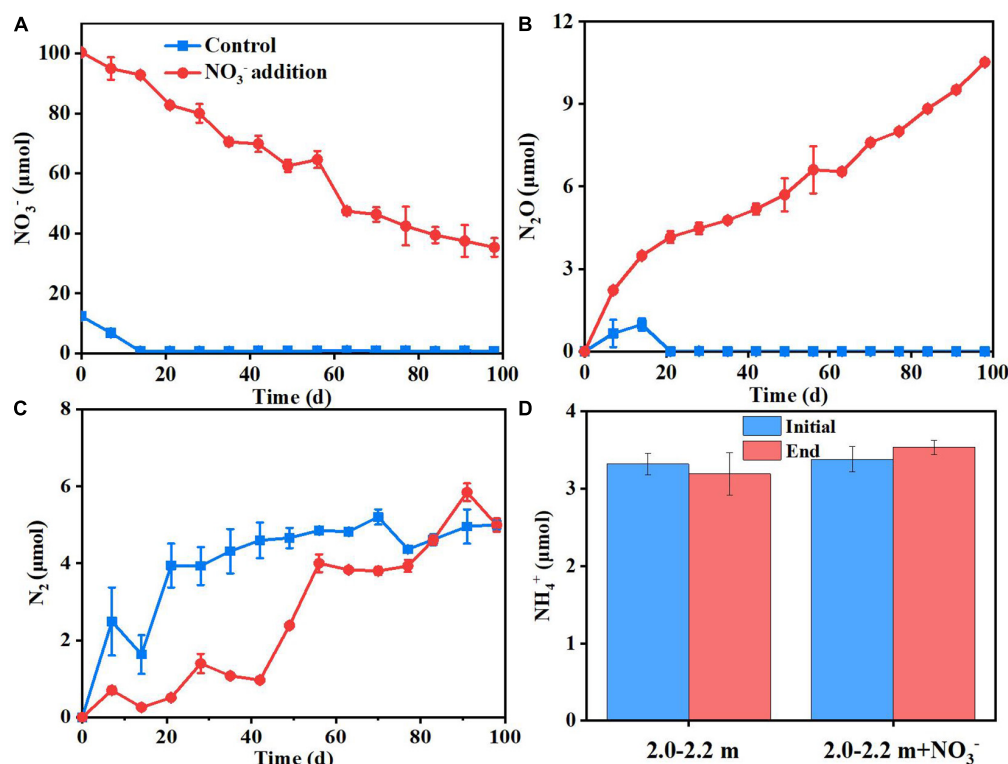 A
B
NO₃⁻ (μmol)
100
80
60
40
20
0
Control
NO₃⁻ addition
0 20 40 60 80 100
Time (d)
N₂O (μmol)
12
9
6
3
0
0 20 40 60 80 100
Time (d)
C
D
N₂ (μmol)
8
6
4
2
0
0 20 40 60 80 100
Time (d)
NH₄⁺ (μmol)
4
3
2
1
0
Initial
End
2.0-2.2 m 2.0-2.2 m+NO₃⁻